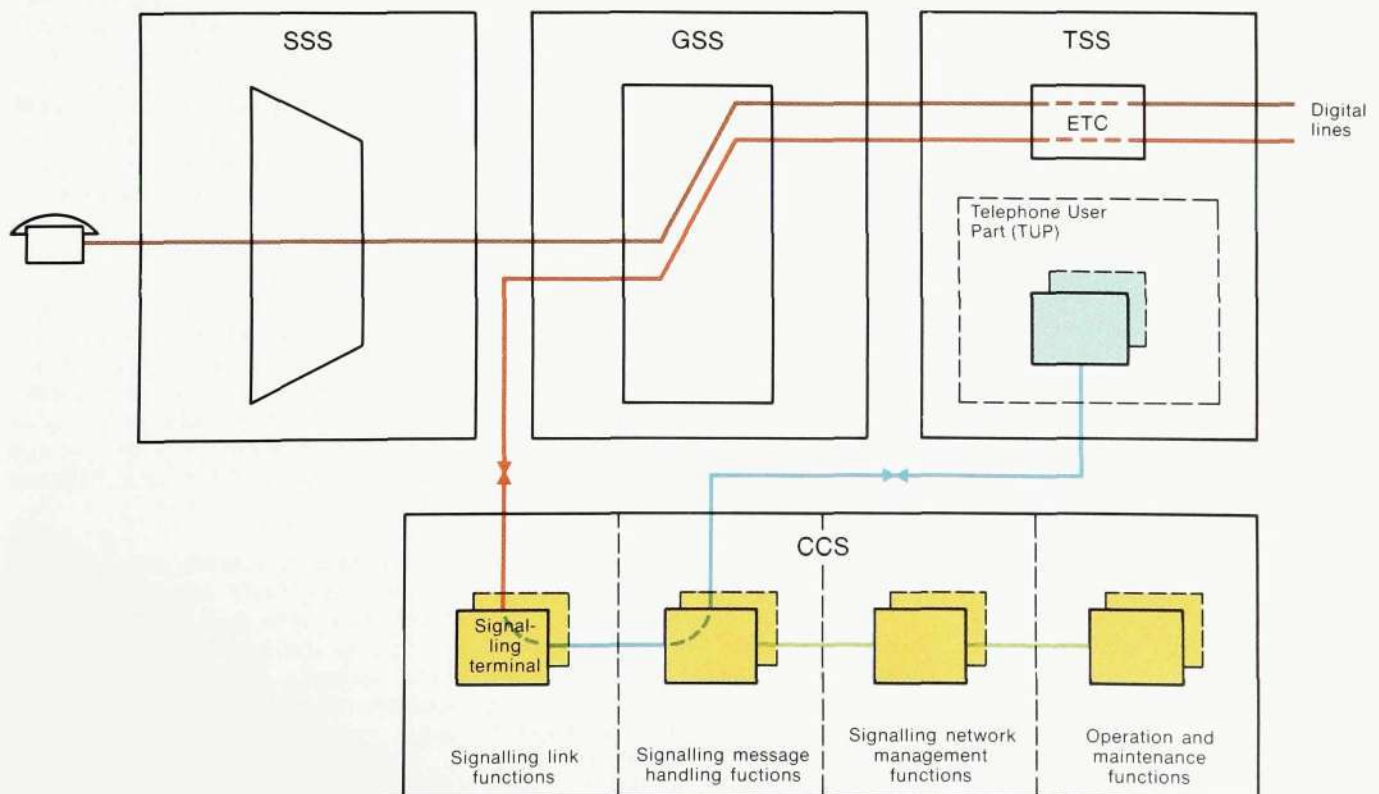 SSS
GSS
TSS
ETC
Digital
lines
Telephone User
Part (TUP)
CCS
Signal-
ling
terminal
Signalling link
functions
Signalling message
handling fuctions
Signalling network
management
functions
Operation and
maintenance
functions